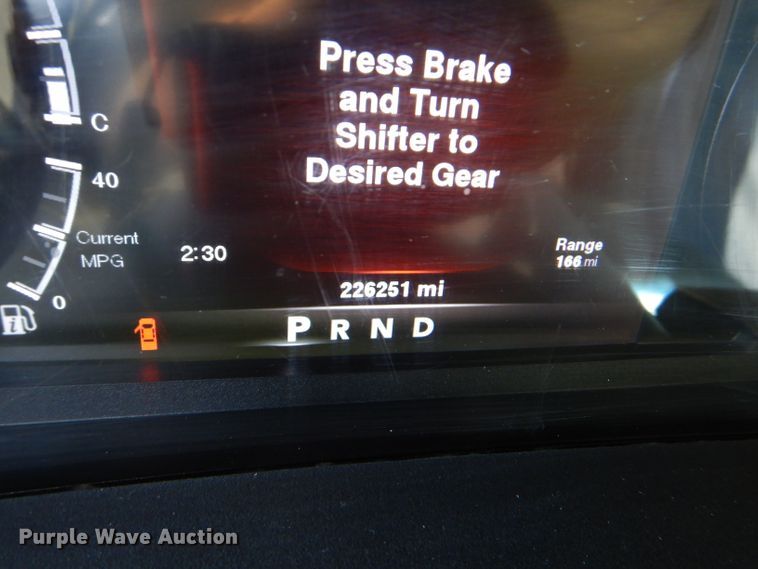 Press Brake
and Turn
Shifter to
Desired Gear
C
40
Current
MPG
2:30
Range
166 mi
0
226251 mi
P R N D
Purple Wave Auction